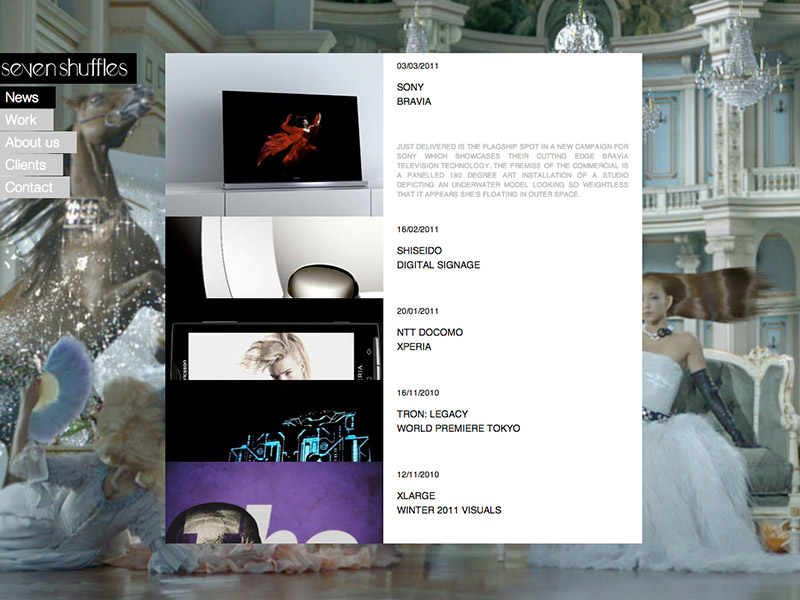 seven shuffles
News
Work
About us
Clients
Contact
03/03/2011
SONY
BRAVIA
JUST DELIVERED IS THE FLAGSHIP SPOT IN A NEW CAMPAIGN FOR
SONY WHICH SHOWCASES THEIR CUTTING EDGE BRAVIA
TELEVISION TECHNOLOGY. THE PREMISE OF THE COMMERCIAL IS
A PANELLED 180 DEGREE ART INSTALLATION OF A STUDIO
DEPICTING AN UNDERWATER MODEL LOOKING SO WEIGHTLESS
THAT IT APPEARS SHE'S FLOATING IN OUTER SPACE.
16/02/2011
SHISEIDO
DIGITAL SIGNAGE
20/01/2011
NTT DOCOMO
XPERIA
16/11/2010
TRON: LEGACY
WORLD PREMIERE TOKYO
12/11/2010
XLARGE
WINTER 2011 VISUALS
The